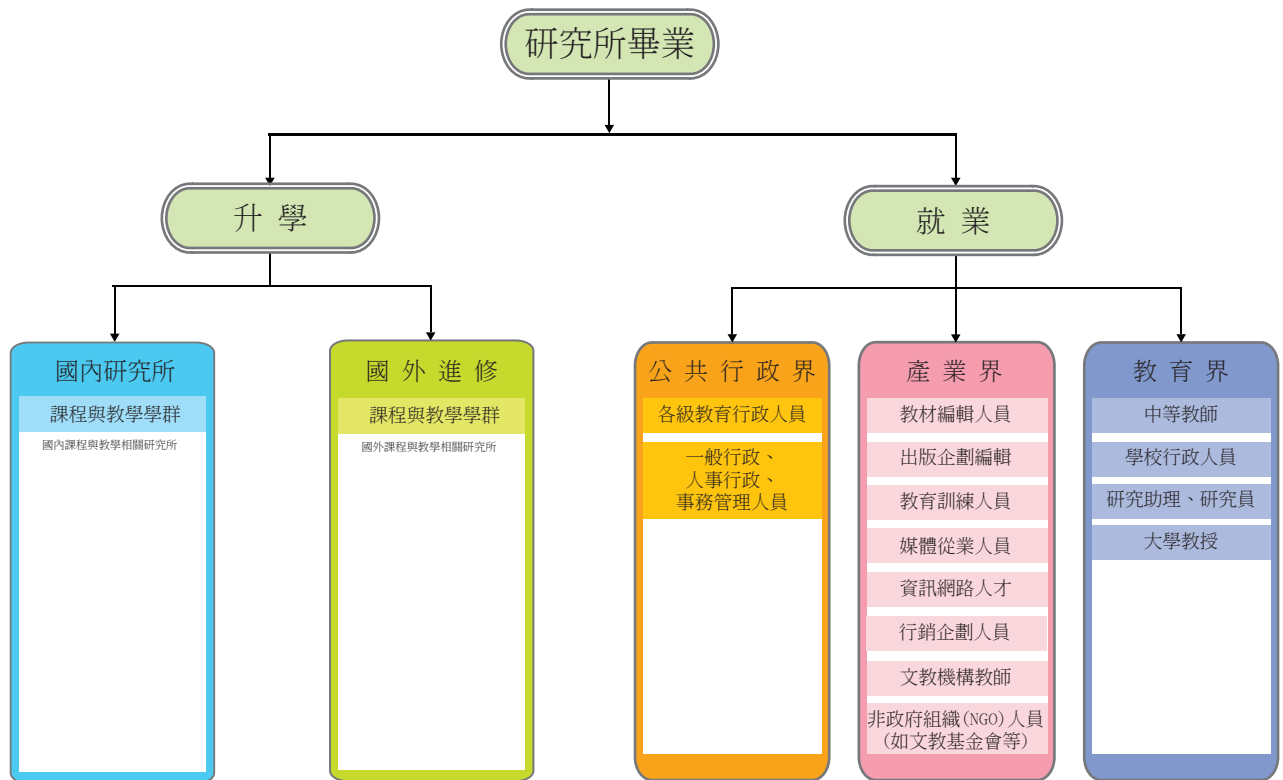 研究所畢業
升學
就業
國內研究所
課程與教學學群
國內課程與教學相關研究所
國外進修
課程與教學學群
國外課程與教學相關研究所
公共行政界
各級教育行政人員
一般行政、
人事行政、
事務管理人員
產業界
教材編輯人員
出版企劃編輯
教育訓練人員
媒體從業人員
資訊網路人才
行銷企劃人員
文教機構教師
非政府組織(NGO)人員
(如文教基金會等)
教育界
中等教師
學校行政人員
研究助理、研究員
大學教授